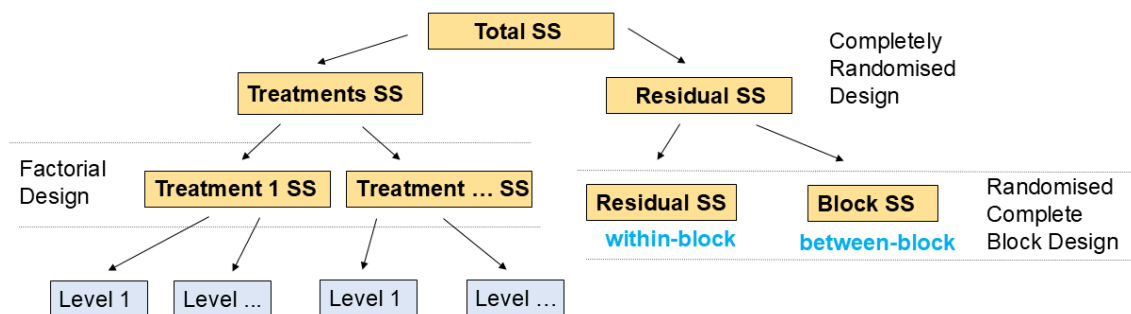 Total SS
Completely
Randomised
Design
Treatments SS
Residual SS
Factorial
Design
Treatment 1 SS
Treatment … SS
Residual SS
within-block
Block SS
between-block
Randomised
Complete
Block Design
Level 1
Level ...
Level 1
Level …